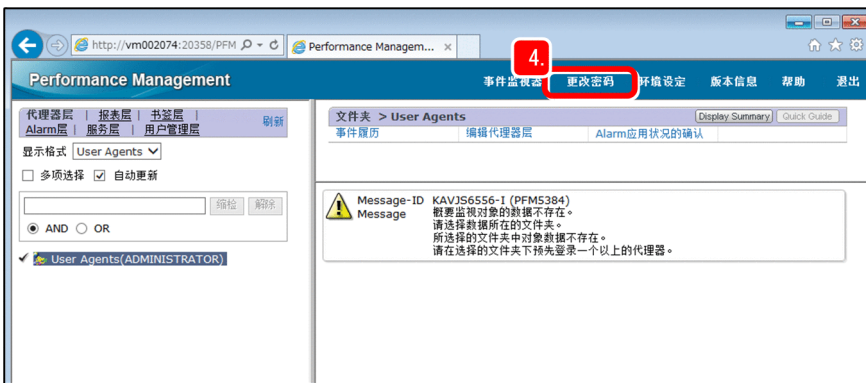 http://vm002074:20358/PFM
Performance Managem... ×
4.
Performance Management
事件监视器 更改密码 环境设定 版本信息 帮助 退出
代理器层 | 报表层 | 书签层 |
Alarm层 | 服务层 | 用户管理层
刷新
显示格式 User Agents
多项选择 自动更新
缩检 解除
AND OR
User Agents(ADMINISTRATOR)
文件夹 > User Agents
Display Summary Quick Guide
事件履历 编辑代理器层 Alarm应用状况的确认
Message-ID KAVJS6556-I (PFM5384)
Message 概要监视对象的数据不存在。
请选择数据所在的文件夹。
所选择的文件夹中对象数据不存在。
请在选择的文件夹下预先登录一个以上的代理器。